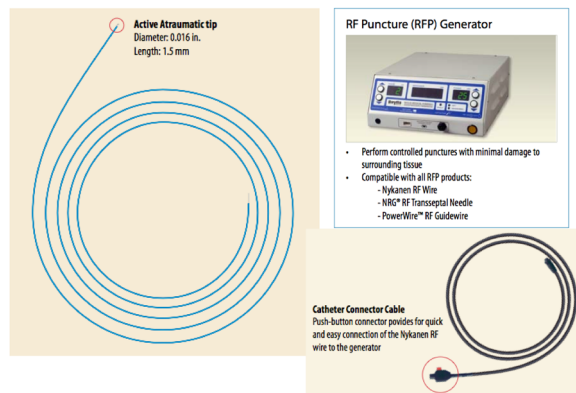 Active Atraumatic tip
Diameter: 0.016 in.
Length: 1.5 mm
RF Puncture (RFP) Generator
• Perform controlled punctures with minimal damage to
surrounding tissue
• Compatible with all RFP products:
- Nykanen RF Wire
- NRG® RF Transseptal Needle
- PowerWire™ RF Guidewire
Catheter Connector Cable
Push-button connector povides for quick
and easy connection of the Nykanen RF
wire to the generator